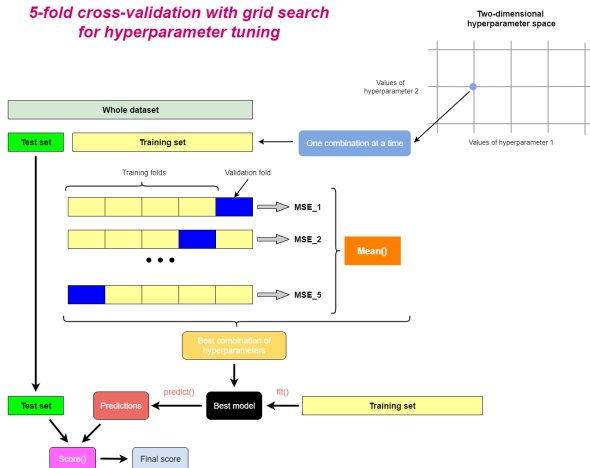 5-fold cross-validation with grid search
for hyperparameter tuning
Two-dimensional
hyperparameter space
Values of
hyperparameter 2
Values of hyperparameter 1
Whole dataset
Test set
Training set
One combination at a time
Training folds
Validation fold
MSE_1
MSE_2
MSE_5
Mean()
Best combination of
hyperparameters
predict()
fit()
Test set
Predictions
Best model
Training set
Score()
Final score